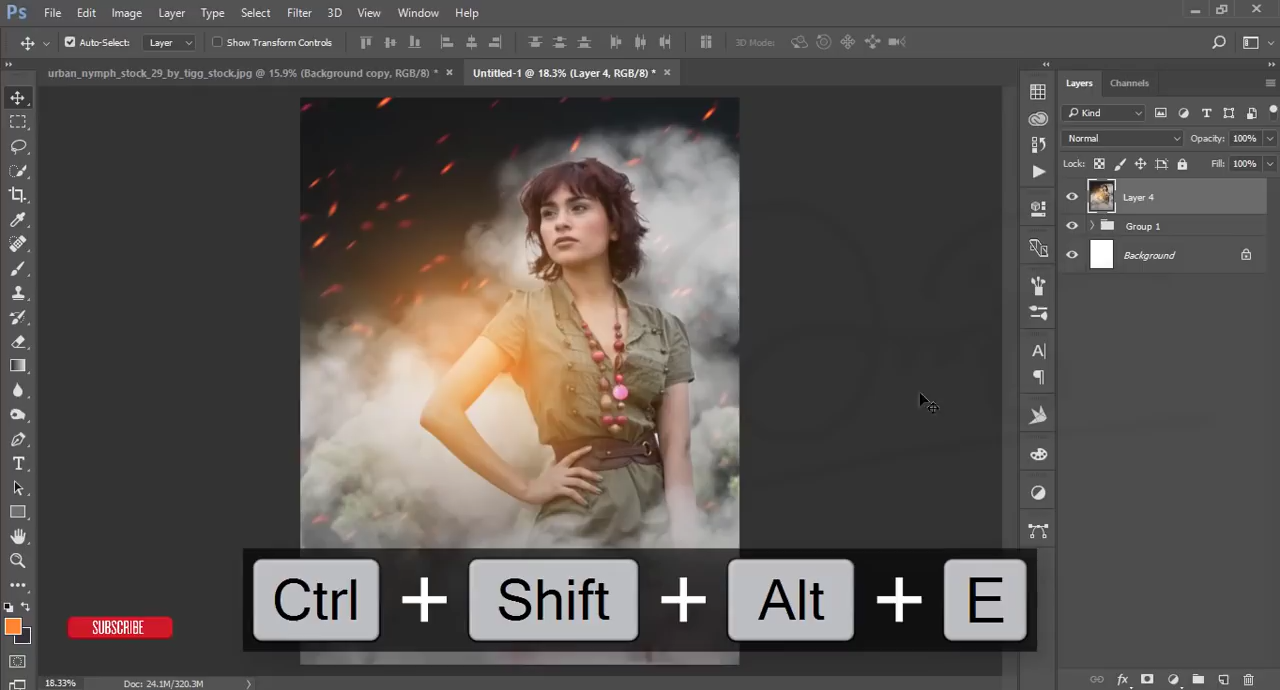 Ps File Edit Image Layer Type Select Filter 3D View Window Help
Auto-Select: Layer Show Transform Controls 3D Mode:
urban_nymph_stock_29_by_tigg_stock.jpg @ 15.9% (Background copy, RGB/8) * × Untitled-1 @ 18.3% (Layer 4, RGB/8) * ×
Layers Channels
Kind
Normal Opacity: 100%
Lock: Fill: 100%
Layer 4
Group 1
Background
Ctrl + Shift + Alt + E
SUBSCRIBE
18.33% Doc: 24.1M/320.3M